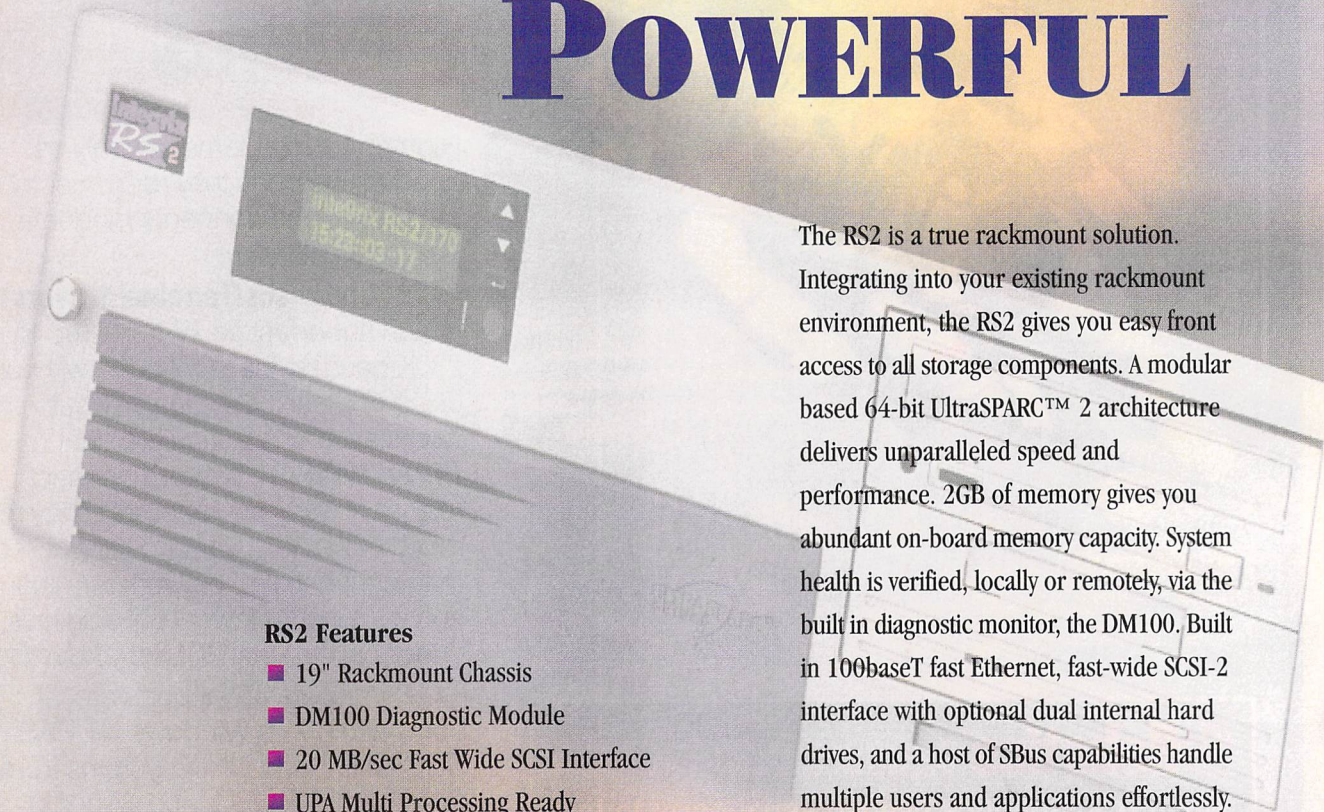 POWERFUL
Integrix
RS 2
Integrix RS2/170
The RS2 is a true rackmount solution.
Integrating into your existing rackmount
environment, the RS2 gives you easy front
access to all storage components. A modular
based 64-bit UltraSPARC™ 2 architecture
delivers unparalleled speed and
performance. 2GB of memory gives you
abundant on-board memory capacity. System
health is verified, locally or remotely, via the
built in diagnostic monitor, the DM100. Built
in 100baseT fast Ethernet, fast-wide SCSI-2
interface with optional dual internal hard
drives, and a host of SBus capabilities handle
multiple users and applications effortlessly.
RS2 Features
■ 19" Rackmount Chassis
■ DM100 Diagnostic Module
■ 20 MB/sec Fast Wide SCSI Interface
■ UPA Multi Processing Ready